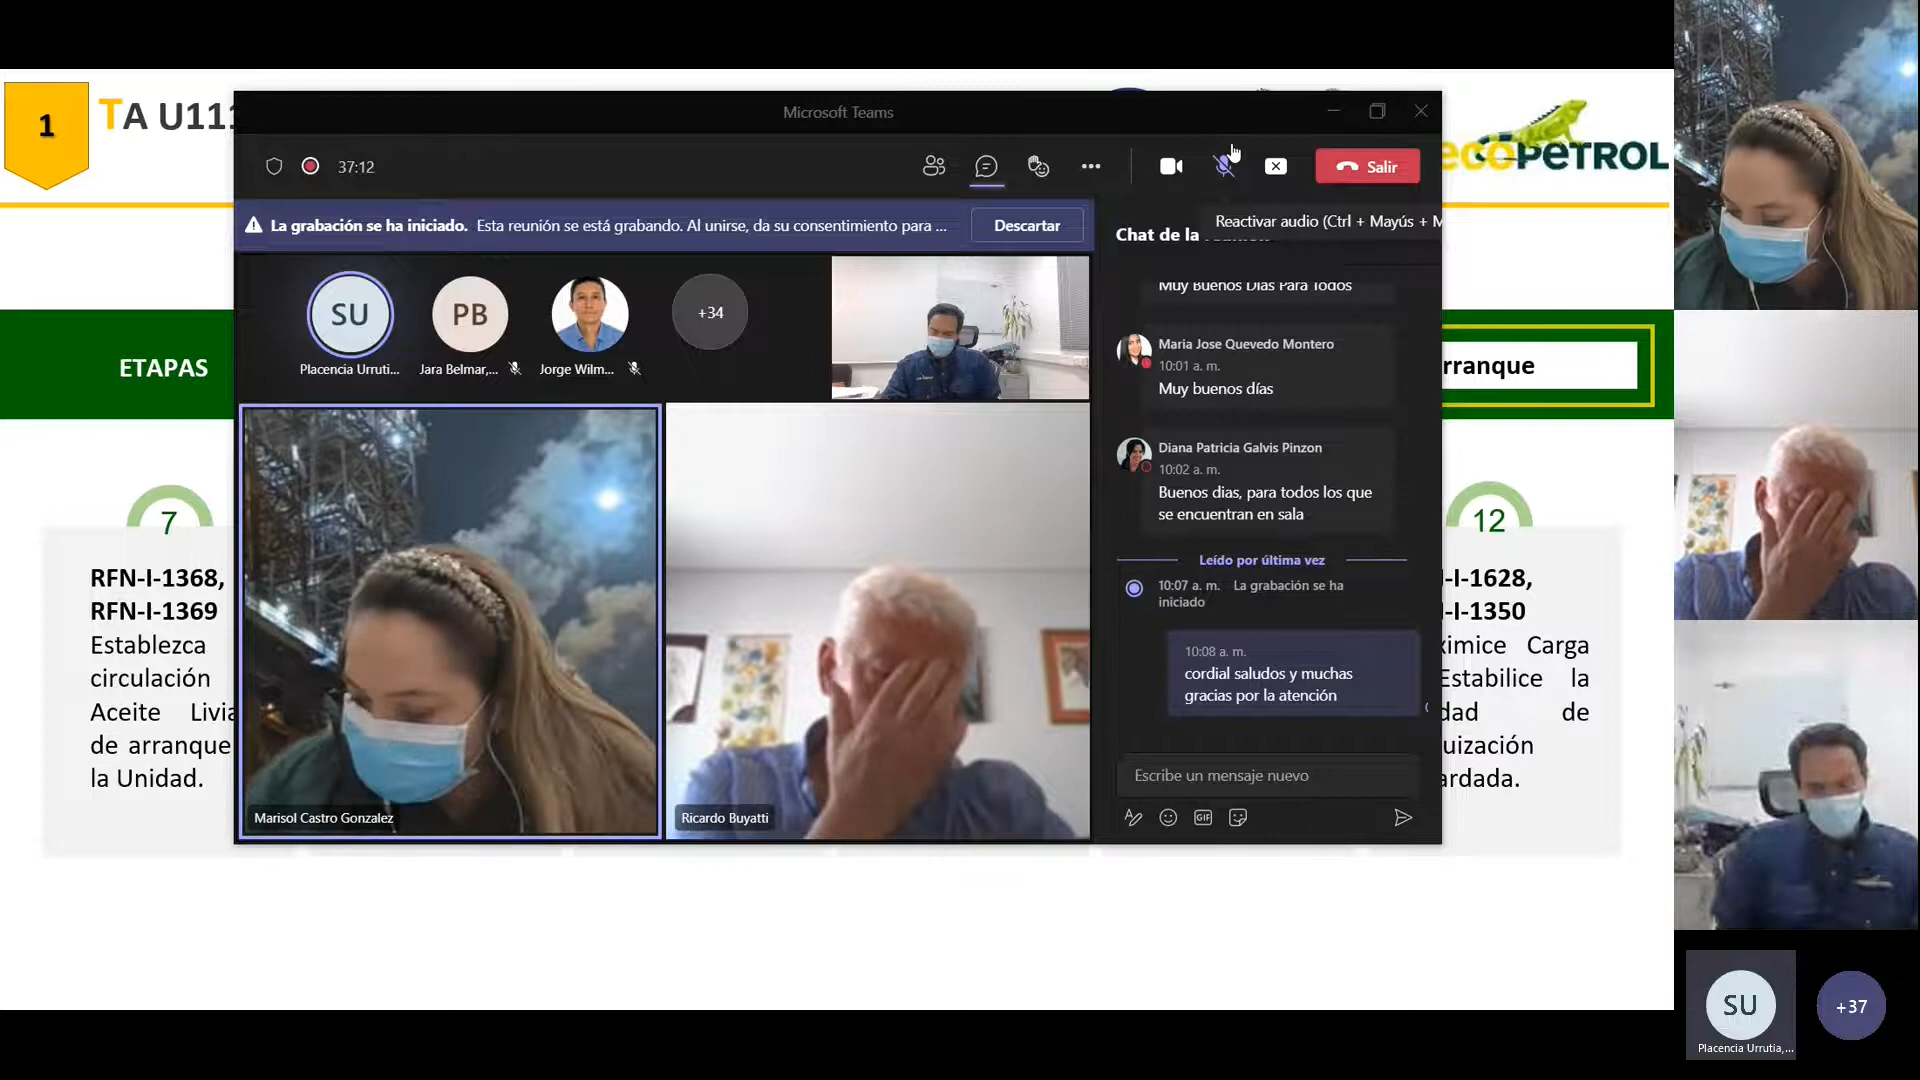 1
TA U111
ecoPETROL
Microsoft Teams
37:12
Salir
La grabación se ha iniciado. Esta reunión se está grabando. Al unirse, da su consentimiento para ...
Descartar
Reactivar audio (Ctrl + Mayús + M
Chat de la reunión
SU
PB
+34
Placencia Urruti...
Jara Belmar,...
Jorge Wilm...
Muy Buenos Dias Para Todos
Maria Jose Quevedo Montero
10:01 a. m.
Muy buenos días
Diana Patricia Galvis Pinzon
10:02 a. m.
Buenos dias, para todos los que
se encuentran en sala
Leído por última vez
10:07 a. m. La grabación se ha
iniciado
10:08 a. m.
cordial saludos y muchas
gracias por la atención
Escribe un mensaje nuevo
GIF
Marisol Castro Gonzalez
Ricardo Buyatti
ETAPAS
rranque
7
RFN-I-1368,
RFN-I-1369
Establezca
circulación
Aceite Livia
de arranque
la Unidad.
12
-I-1628,
-I-1350
ximice Carga
Estabilice la
dad de
uización
ardada.
SU
Placencia Urrutia,...
+37